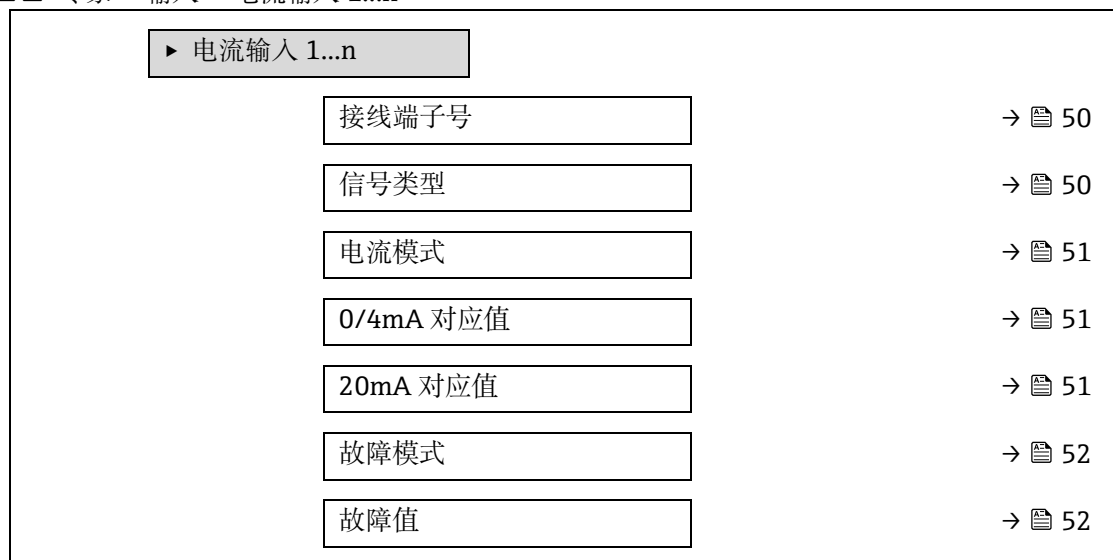 ▶ 电流输入 1...n
接线端子号 → 50
信号类型 → 50
电流模式 → 51
0/4mA 对应值 → 51
20mA 对应值 → 51
故障模式 → 52
故障值 → 52